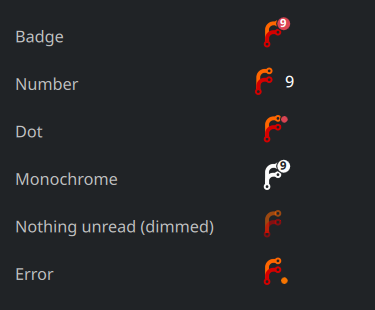 Badge 9
Number 9
Dot
Monochrome 9
Nothing unread (dimmed)
Error